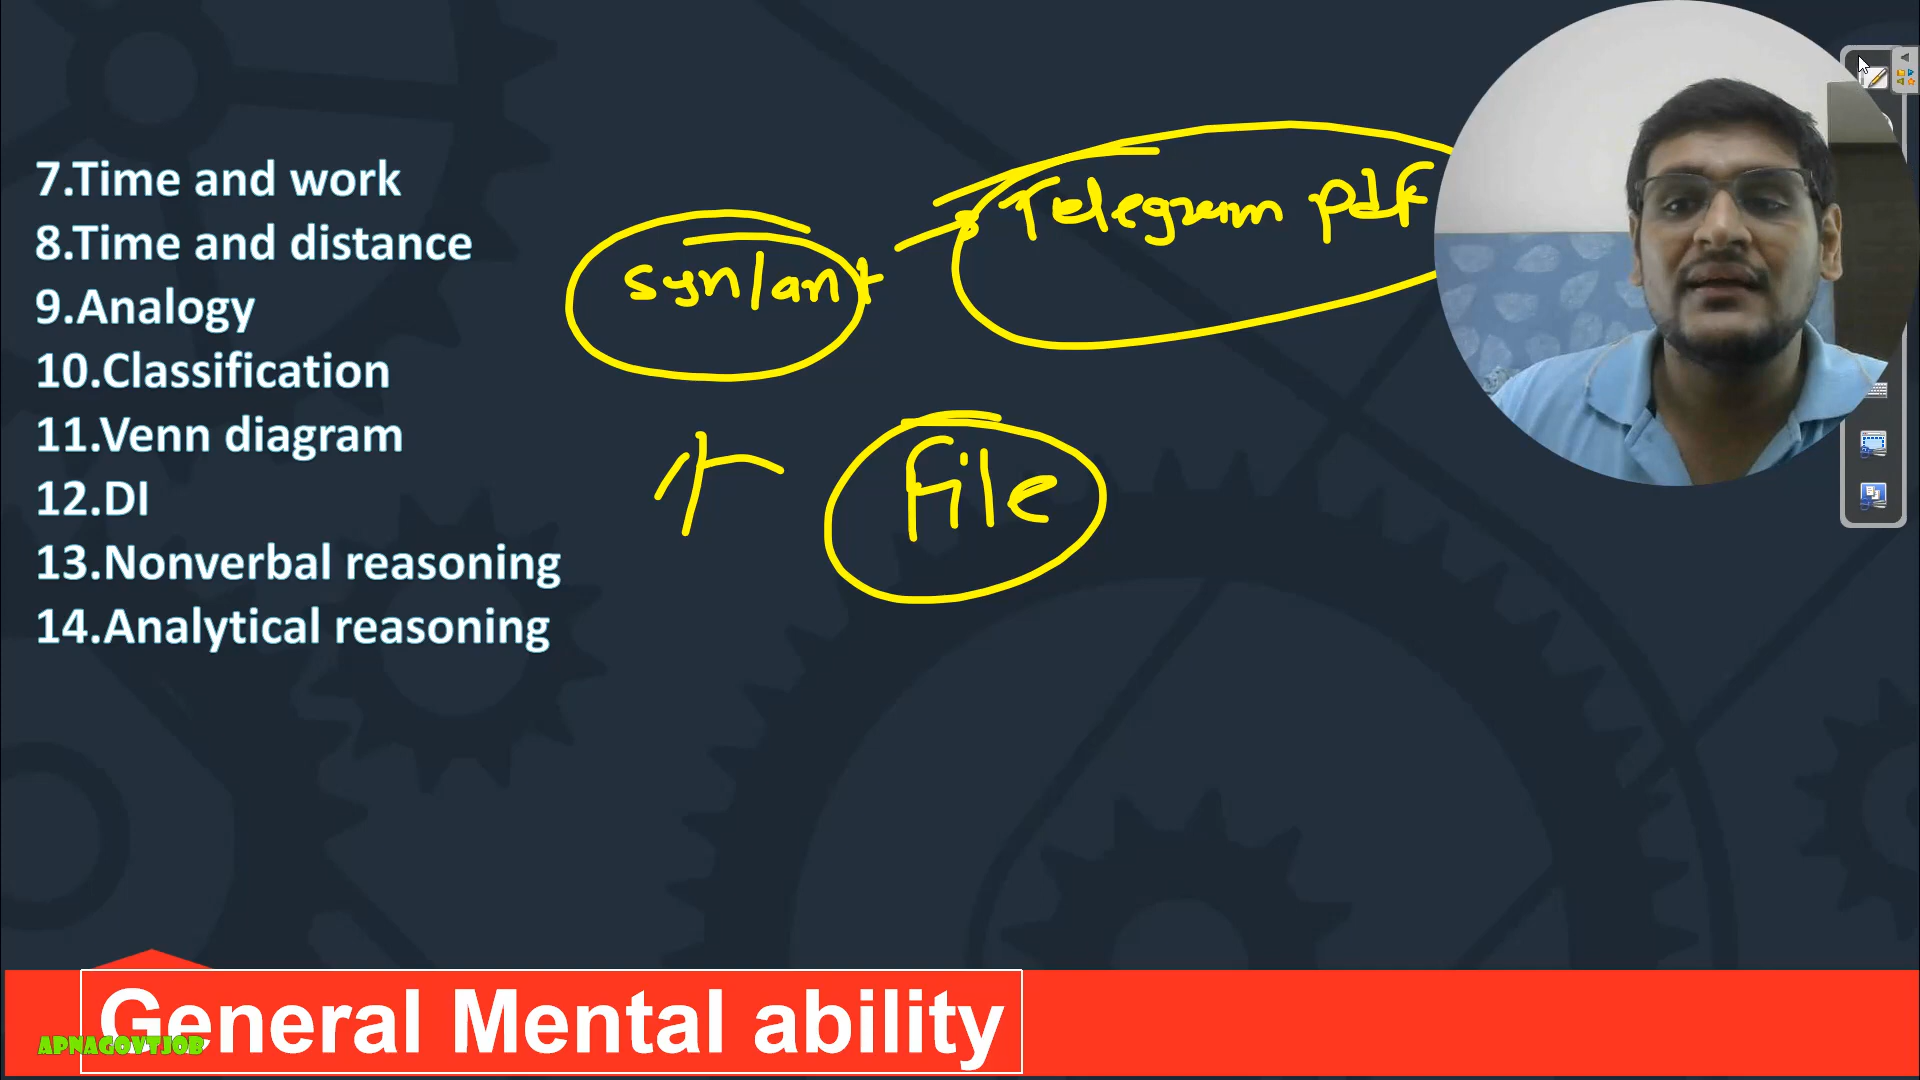 7.Time and work
8.Time and distance
9.Analogy
10.Classification
11.Venn diagram
12.DI
13.Nonverbal reasoning
14.Analytical reasoning
syn/ant
Telegram pdf
file
General Mental ability
APNAGOVTJOB